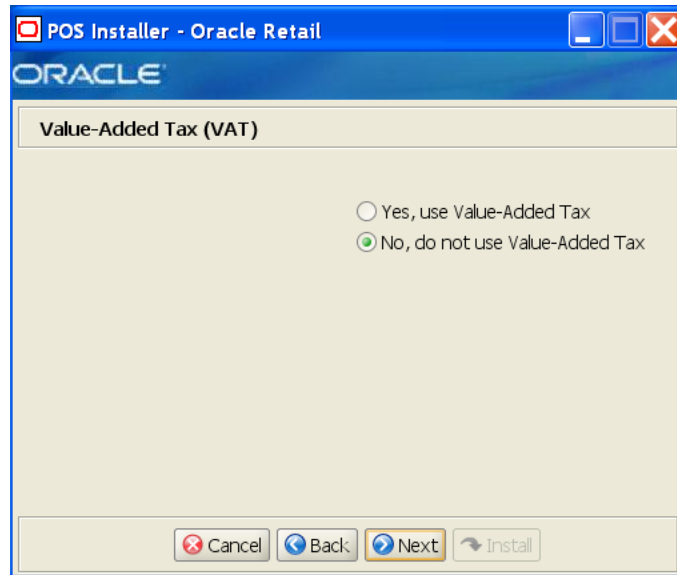 POS Installer - Oracle Retail
ORACLE
Value-Added Tax (VAT)
Yes, use Value-Added Tax
No, do not use Value-Added Tax
Cancel Back Next Install